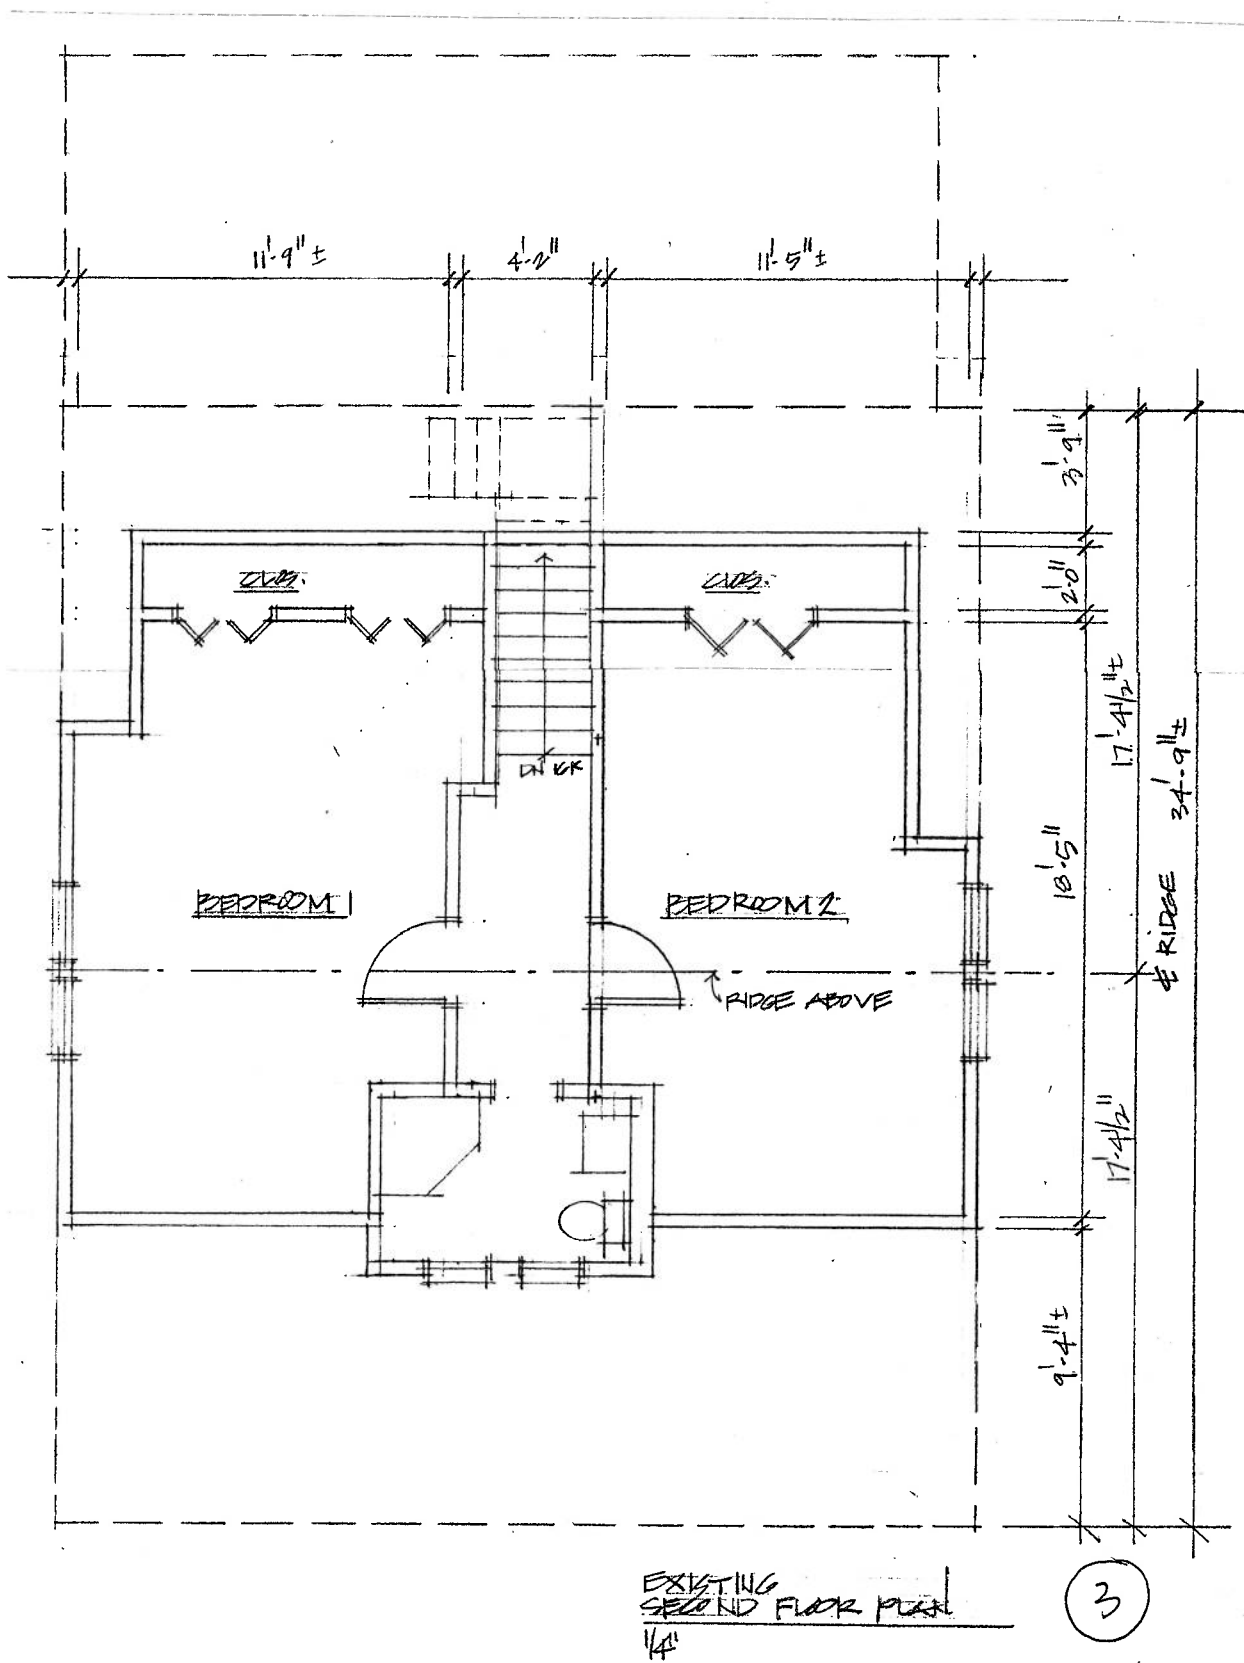 11'-9" ±
4'-2"
11'-5" ±
3'-9"
CLOS.
CLOS.
2'-0"
17'-4 1/2" ±
34'-9" ±
DN
18'-5"
BEDROOM 1
BEDROOM 2
℄ RIDGE
RIDGE ABOVE
17'-4 1/2"
9'-4" ±
EXISTING
SECOND FLOOR PLAN
1/4"
3